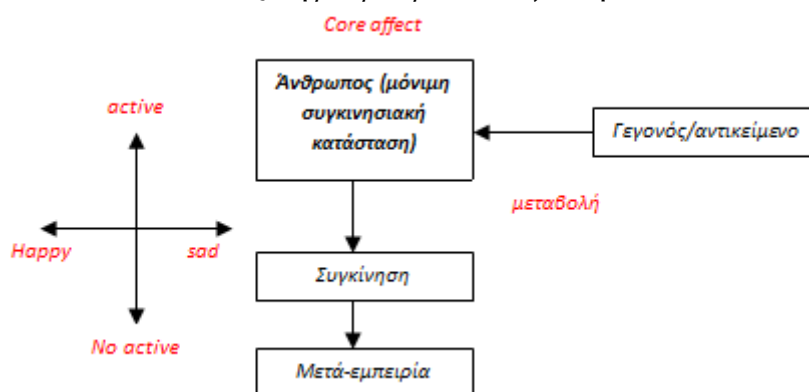 Core affect
Άνθρωπος (μόνιμη
συγκινησιακή
κατάσταση)
active
Γεγονός/αντικείμενο
μεταβολή
Happy
sad
Συγκίνηση
No active
Μετά-εμπειρία